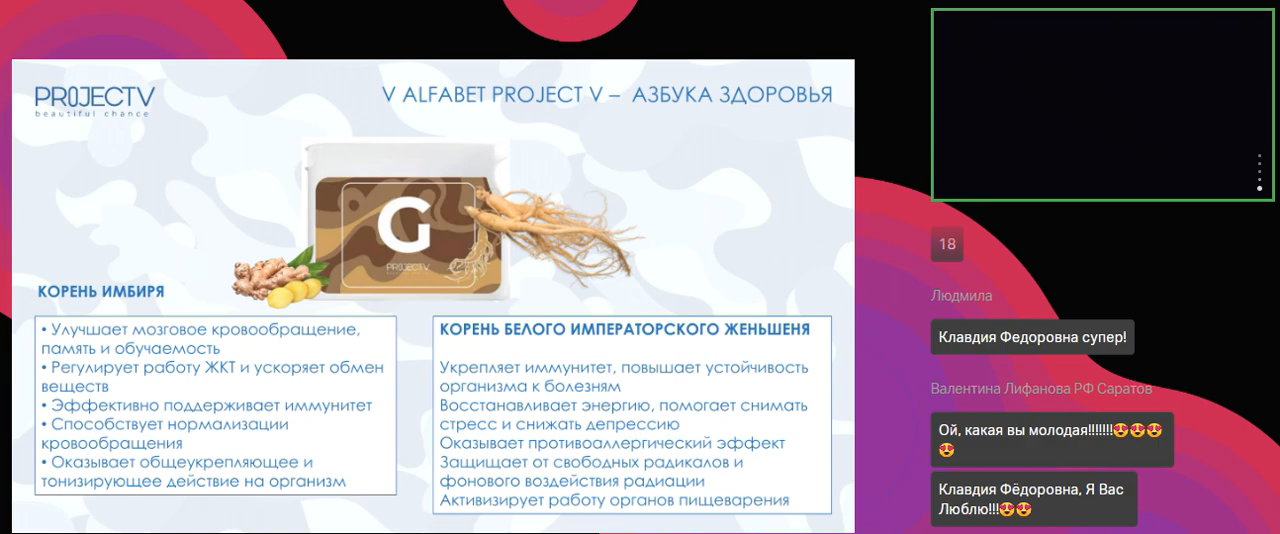 PROJECTV
beautiful chance
V ALFABET PROJECT V – АЗБУКА ЗДОРОВЬЯ
G
PROJECTV
КОРЕНЬ ИМБИРЯ
• Улучшает мозговое кровообращение,
память и обучаемость
• Регулирует работу ЖКТ и ускоряет обмен
веществ
• Эффективно поддерживает иммунитет
• Способствует нормализации
кровообращения
• Оказывает общеукрепляющее и
тонизирующее действие на организм
КОРЕНЬ БЕЛОГО ИМПЕРАТОРСКОГО ЖЕНЬШЕНЯ
Укрепляет иммунитет, повышает устойчивость
организма к болезням
Восстанавливает энергию, помогает снимать
стресс и снижать депрессию
Оказывает противоаллергический эффект
Защищает от свободных радикалов и
фонового воздействия радиации
Активизирует работу органов пищеварения
18
Людмила
Клавдия Федоровна супер!
Валентина Лифанова РФ Саратов
Ой, какая вы молодая!!!!!!!😍😍😍
😍
Клавдия Фёдоровна, Я Вас
Люблю!!!😍😍